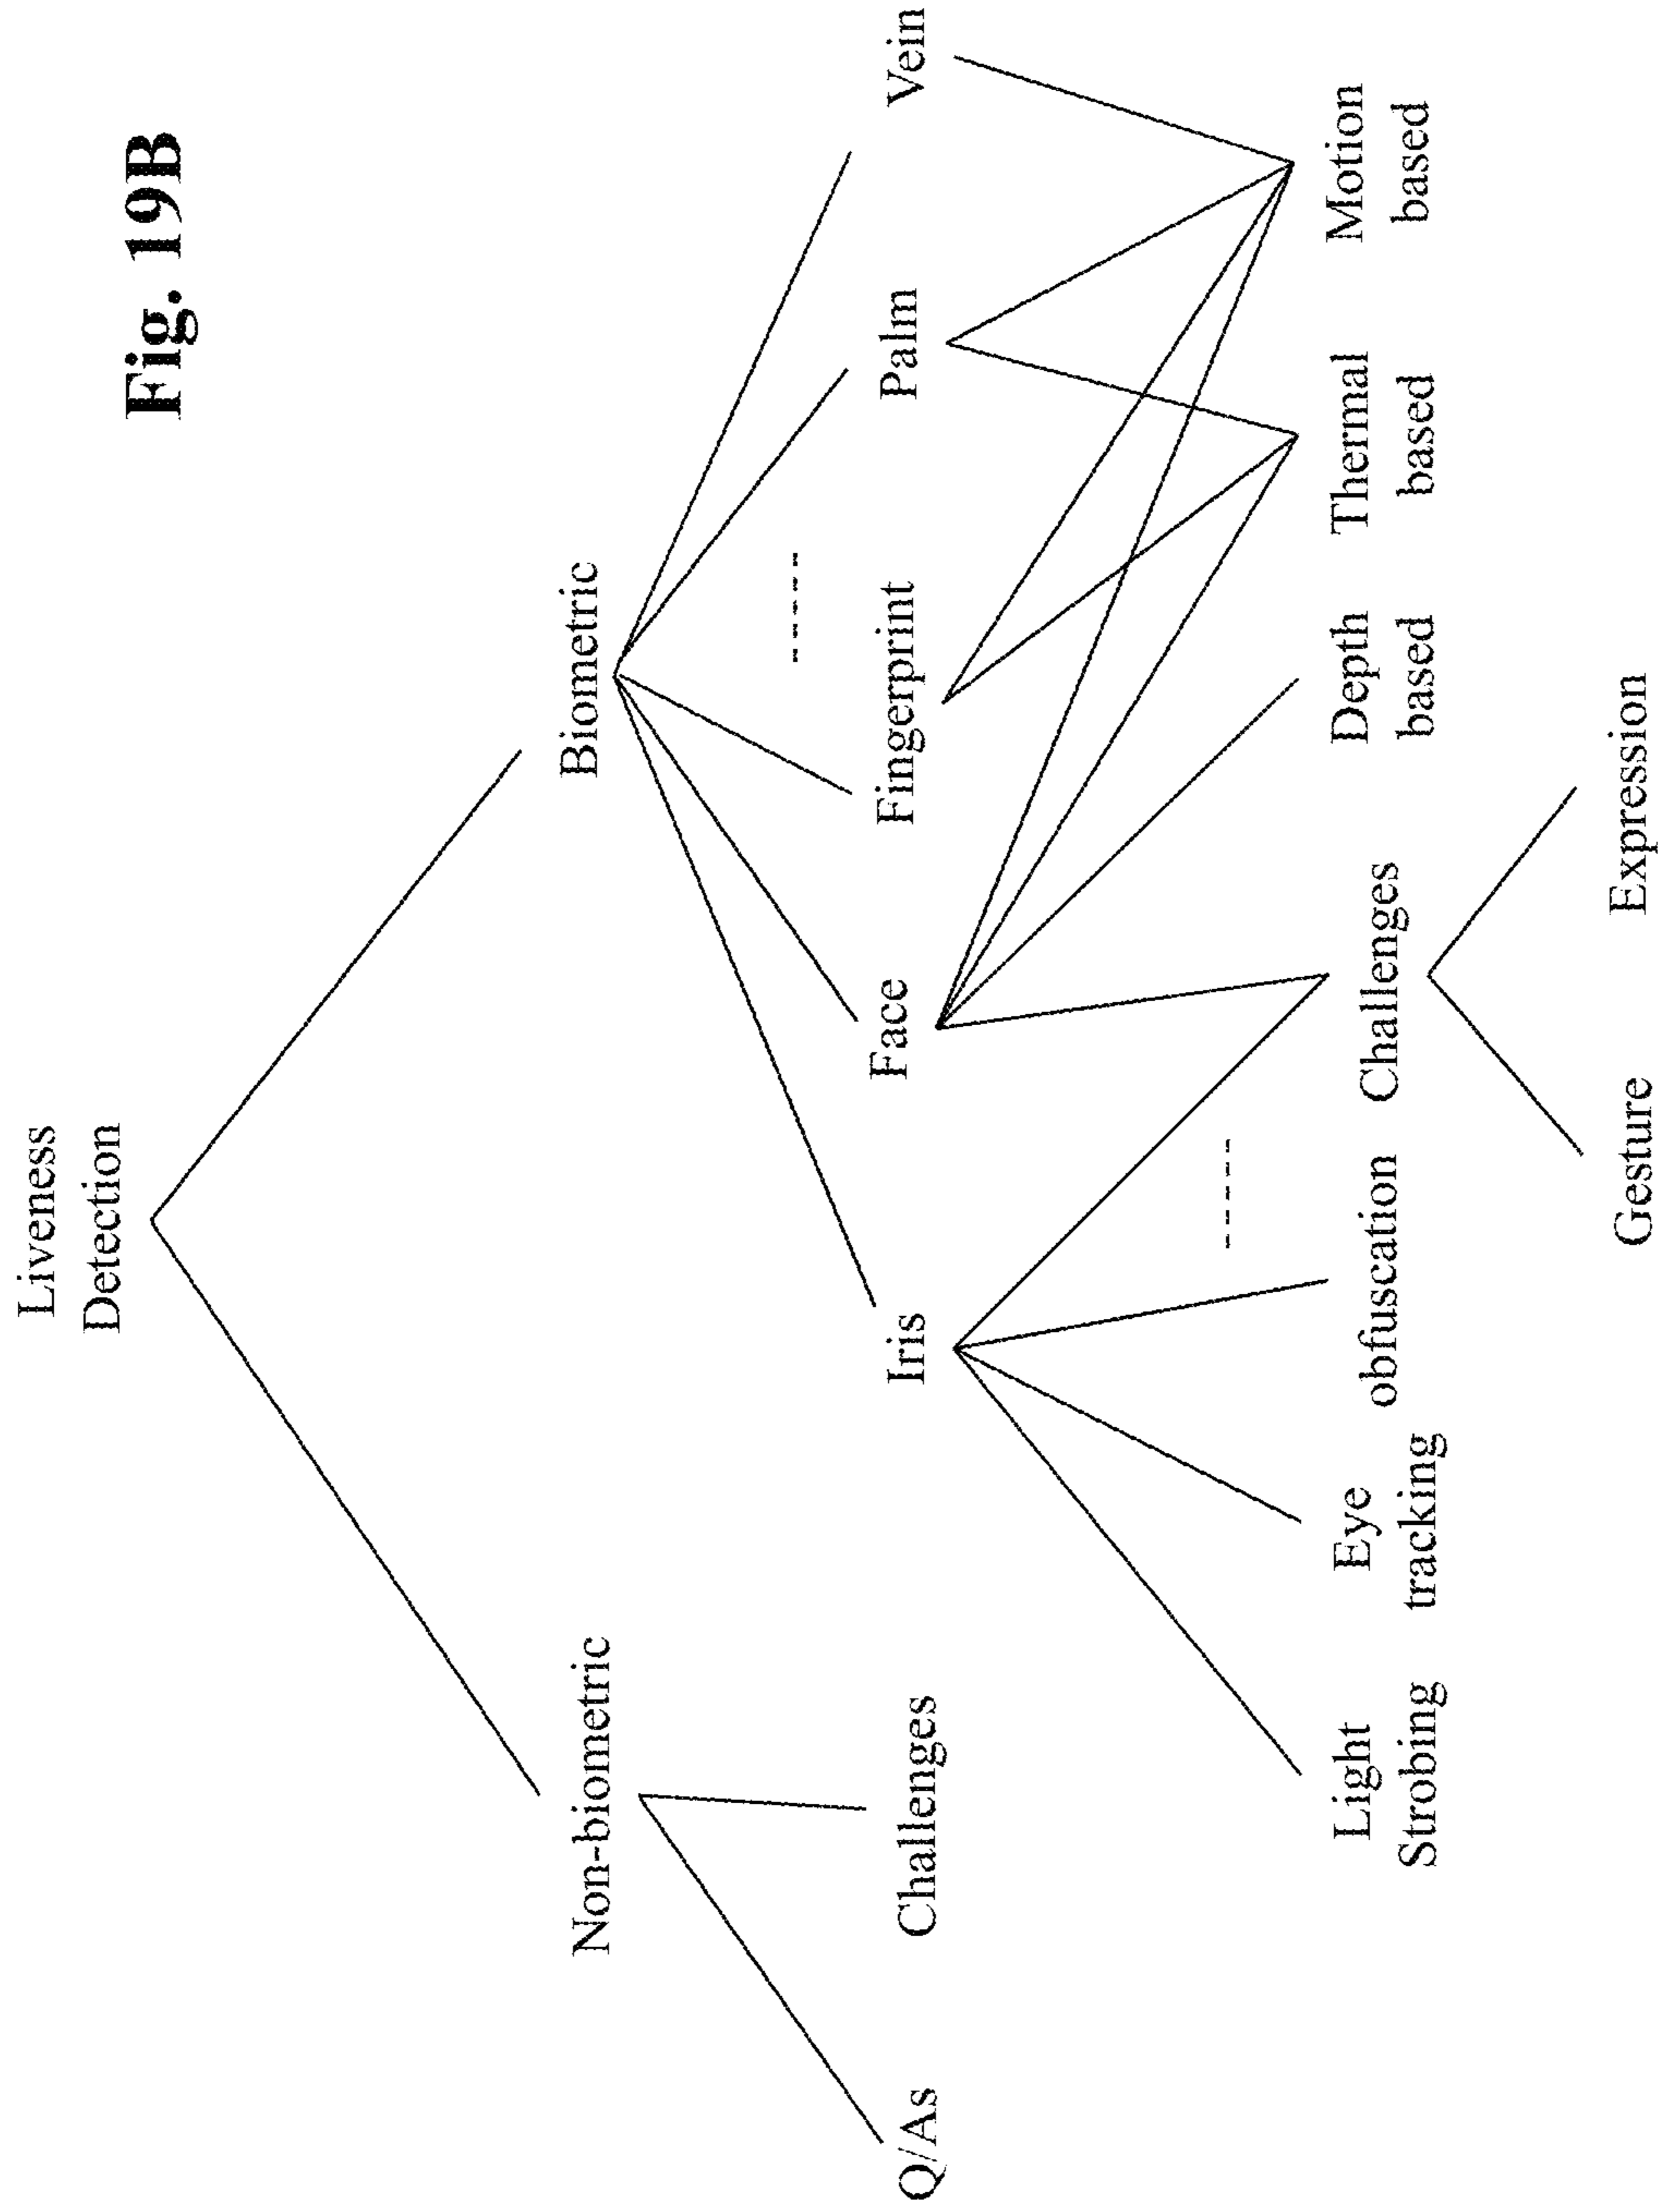 Fig. 19B
Liveness
Detection
Non-biometric
Biometric
Q/As
Challenges
Iris
Face
Fingerprint
Palm
Vein
Light
Strobing
Eye
tracking
obfuscation
Challenges
Depth
based
Thermal
based
Motion
based
Gesture
Expression